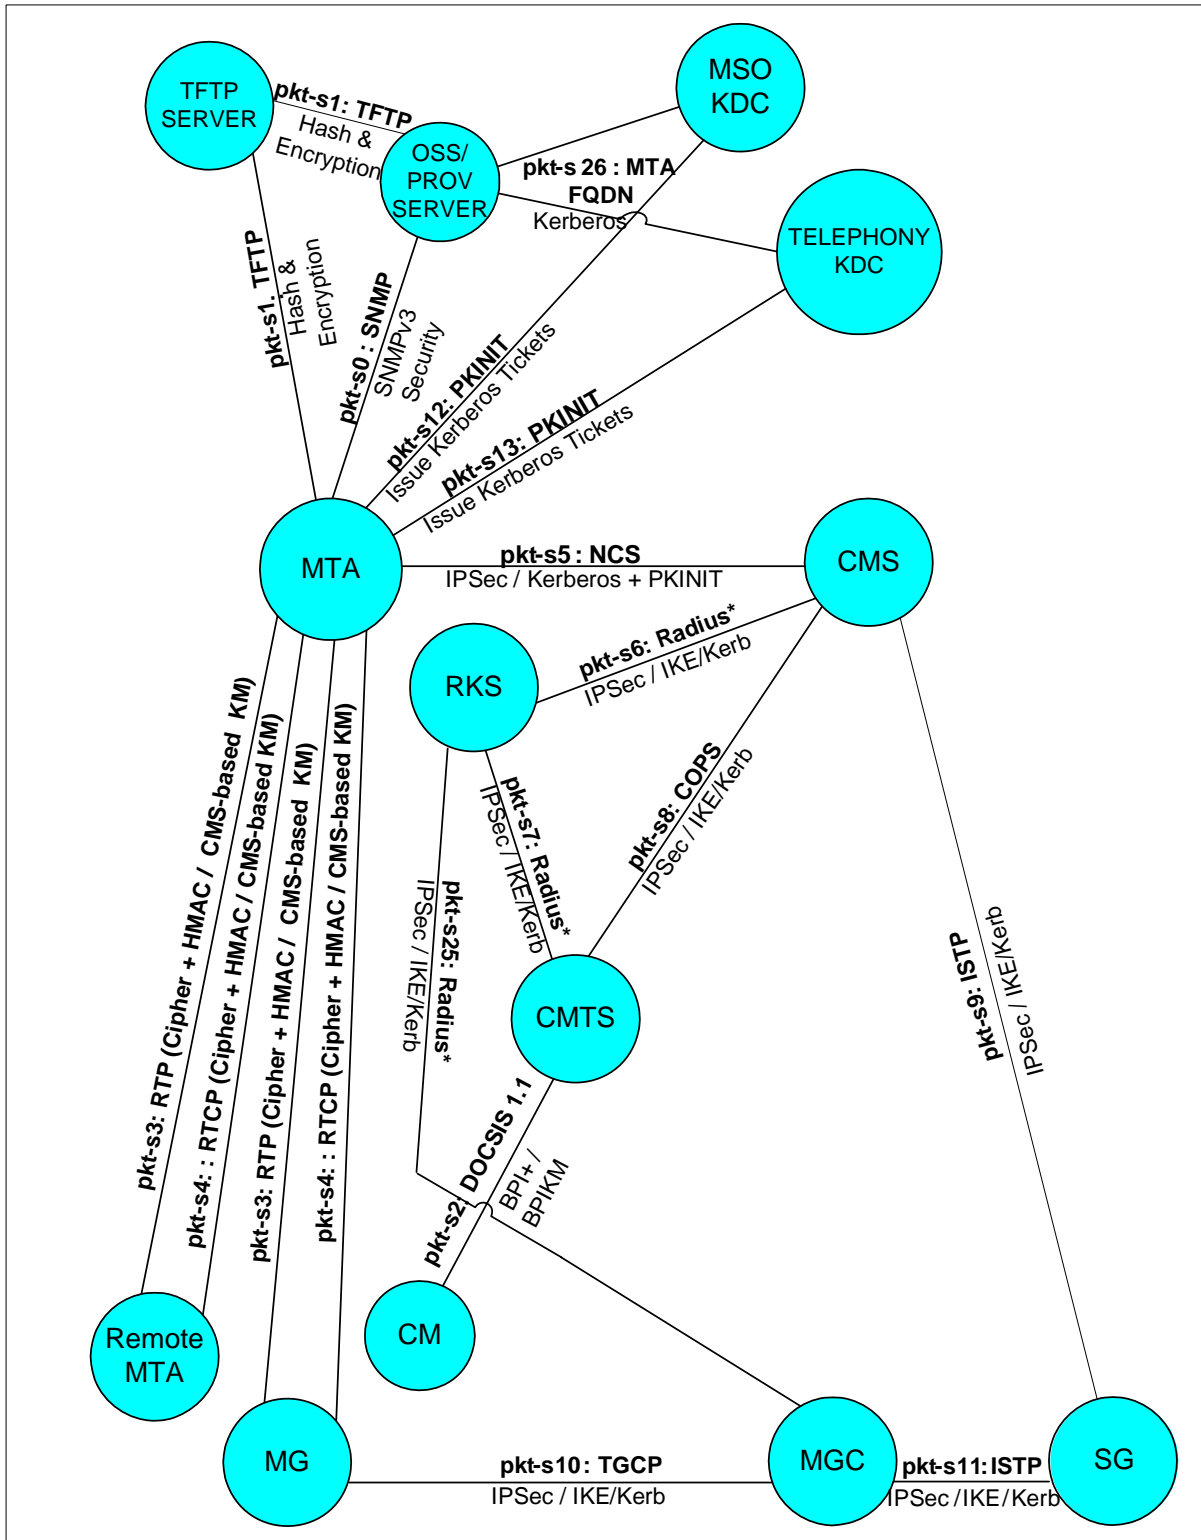 TFTP
SERVER
pkt-s1: TFTP
Hash &
Encryption
OSS/
PROV
SERVER
MSO
KDC
pkt-s 26 : MTA
FQDN
Kerberos
TELEPHONY
KDC
pkt-s1. TFTP
Hash &
Encryption
pkt-s0 : SNMP
SNMPv3
Security
pkt-s12: PKINIT
Issue Kerberos Tickets
pkt-s13: PKINIT
Issue Kerberos Tickets
MTA
pkt-s5 : NCS
IPSec / Kerberos + PKINIT
CMS
RKS
pkt-s6: Radius*
IPSec / IKE/Kerb
pkt-s7: Radius*
IPSec / IKE/Kerb
pkt-s8: COPS
IPSec / IKE/Kerb
pkt-s25: Radius*
IPSec / IKE/Kerb
pkt-s9: ISTP
IPSec / IKE/Kerb
CMTS
pkt-s3: RTP (Cipher + HMAC / CMS-based KM)
pkt-s4: : RTCP (Cipher + HMAC / CMS-based KM)
pkt-s3: RTP (Cipher + HMAC / CMS-based KM)
pkt-s4: : RTCP (Cipher + HMAC / CMS-based KM)
pkt-s2: DOCSIS 1.1
BPI+ /
BPIKM
Remote
MTA
CM
MG
pkt-s10 : TGCP
IPSec / IKE/Kerb
MGC
pkt-s11: ISTP
IPSec /IKE/Kerb
SG